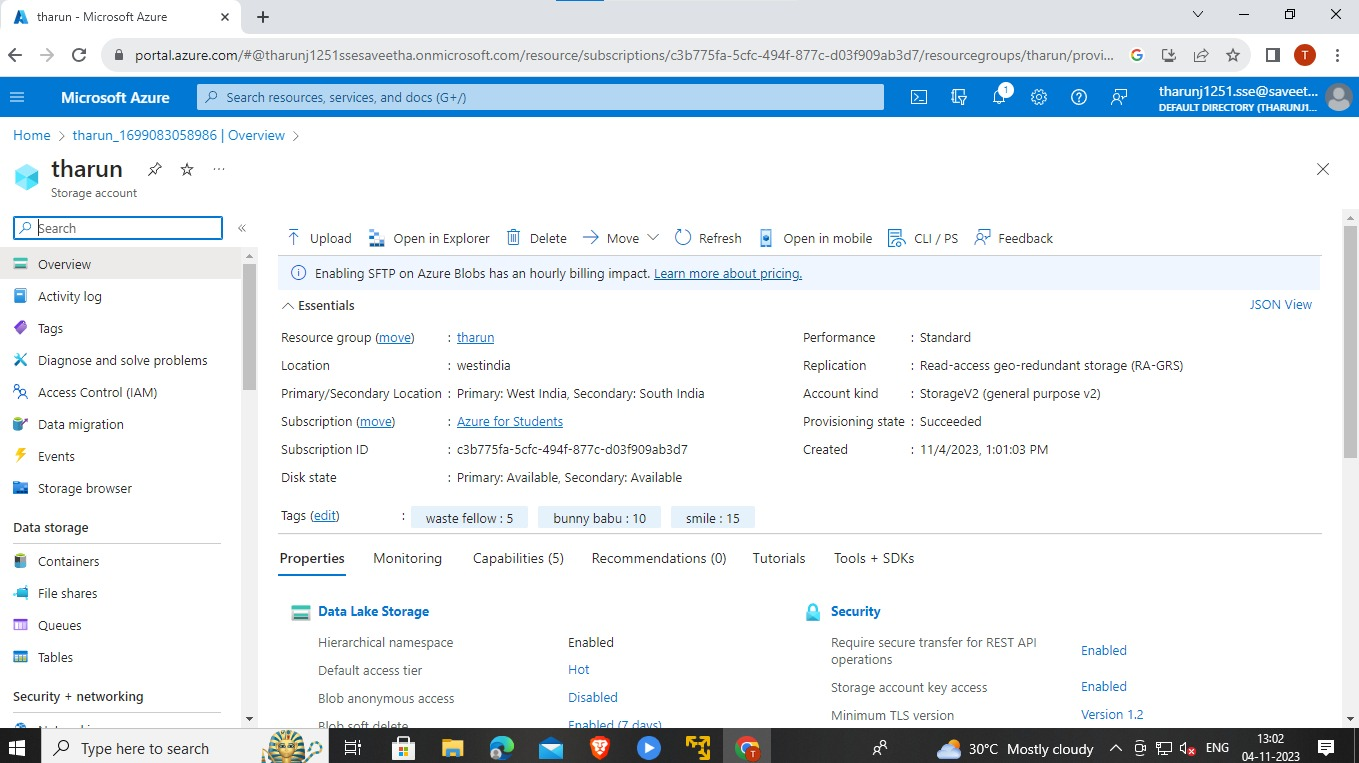 tharun - Microsoft Azure
portal.azure.com/#@tharunj1251ssesaveetha.onmicrosoft.com/resource/subscriptions/c3b775fa-5cfc-494f-877c-d03f909ab3d7/resourcegroups/tharun/provi...
T
Microsoft Azure
Search resources, services, and docs (G+/)
1
tharunj1251.sse@saveet...
DEFAULT DIRECTORY (THARUNJ1...
Home > tharun_1699083058986 | Overview >
tharun
Storage account
Search
Upload Open in Explorer Delete Move Refresh Open in mobile CLI / PS Feedback
Overview
Activity log
Tags
Diagnose and solve problems
Access Control (IAM)
Data migration
Events
Storage browser
Data storage
Containers
File shares
Queues
Tables
Security + networking
Enabling SFTP on Azure Blobs has an hourly billing impact. Learn more about pricing.
Essentials
JSON View
Resource group (move) : tharun
Location : westindia
Primary/Secondary Location : Primary: West India, Secondary: South India
Subscription (move) : Azure for Students
Subscription ID : c3b775fa-5cfc-494f-877c-d03f909ab3d7
Disk state : Primary: Available, Secondary: Available
Performance : Standard
Replication : Read-access geo-redundant storage (RA-GRS)
Account kind : StorageV2 (general purpose v2)
Provisioning state : Succeeded
Created : 11/4/2023, 1:01:03 PM
Tags (edit) : waste fellow : 5 bunny babu : 10 smile : 15
Properties Monitoring Capabilities (5) Recommendations (0) Tutorials Tools + SDKs
Data Lake Storage
Hierarchical namespace Enabled
Default access tier Hot
Blob anonymous access Disabled
Blob soft delete Enabled (7 days)
Security
Require secure transfer for REST API
operations Enabled
Storage account key access Enabled
Minimum TLS version Version 1.2
Type here to search
T
30°C Mostly cloudy
ENG
13:02
04-11-2023